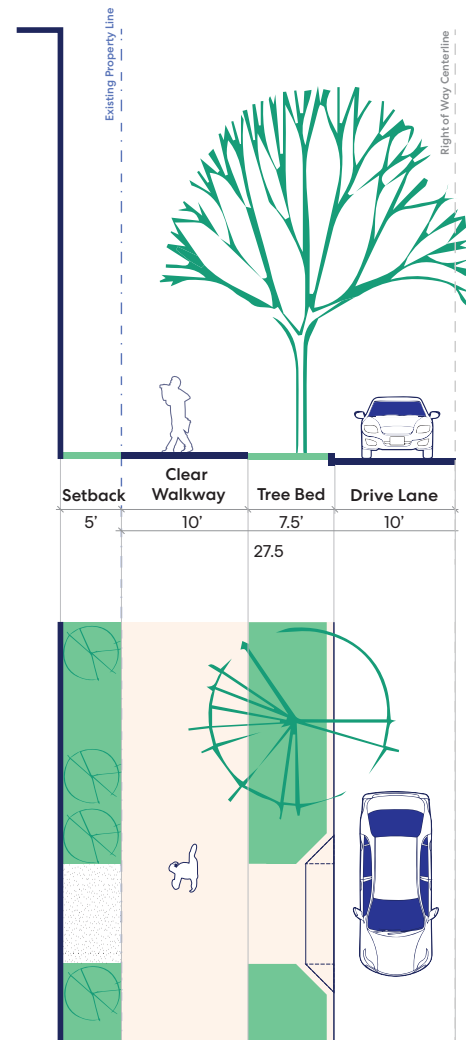 Existing Property Line
Right of Way Centerline
Setback
Clear
Walkway
Tree Bed
Drive Lane
5’
10’
7.5’
10’
27.5